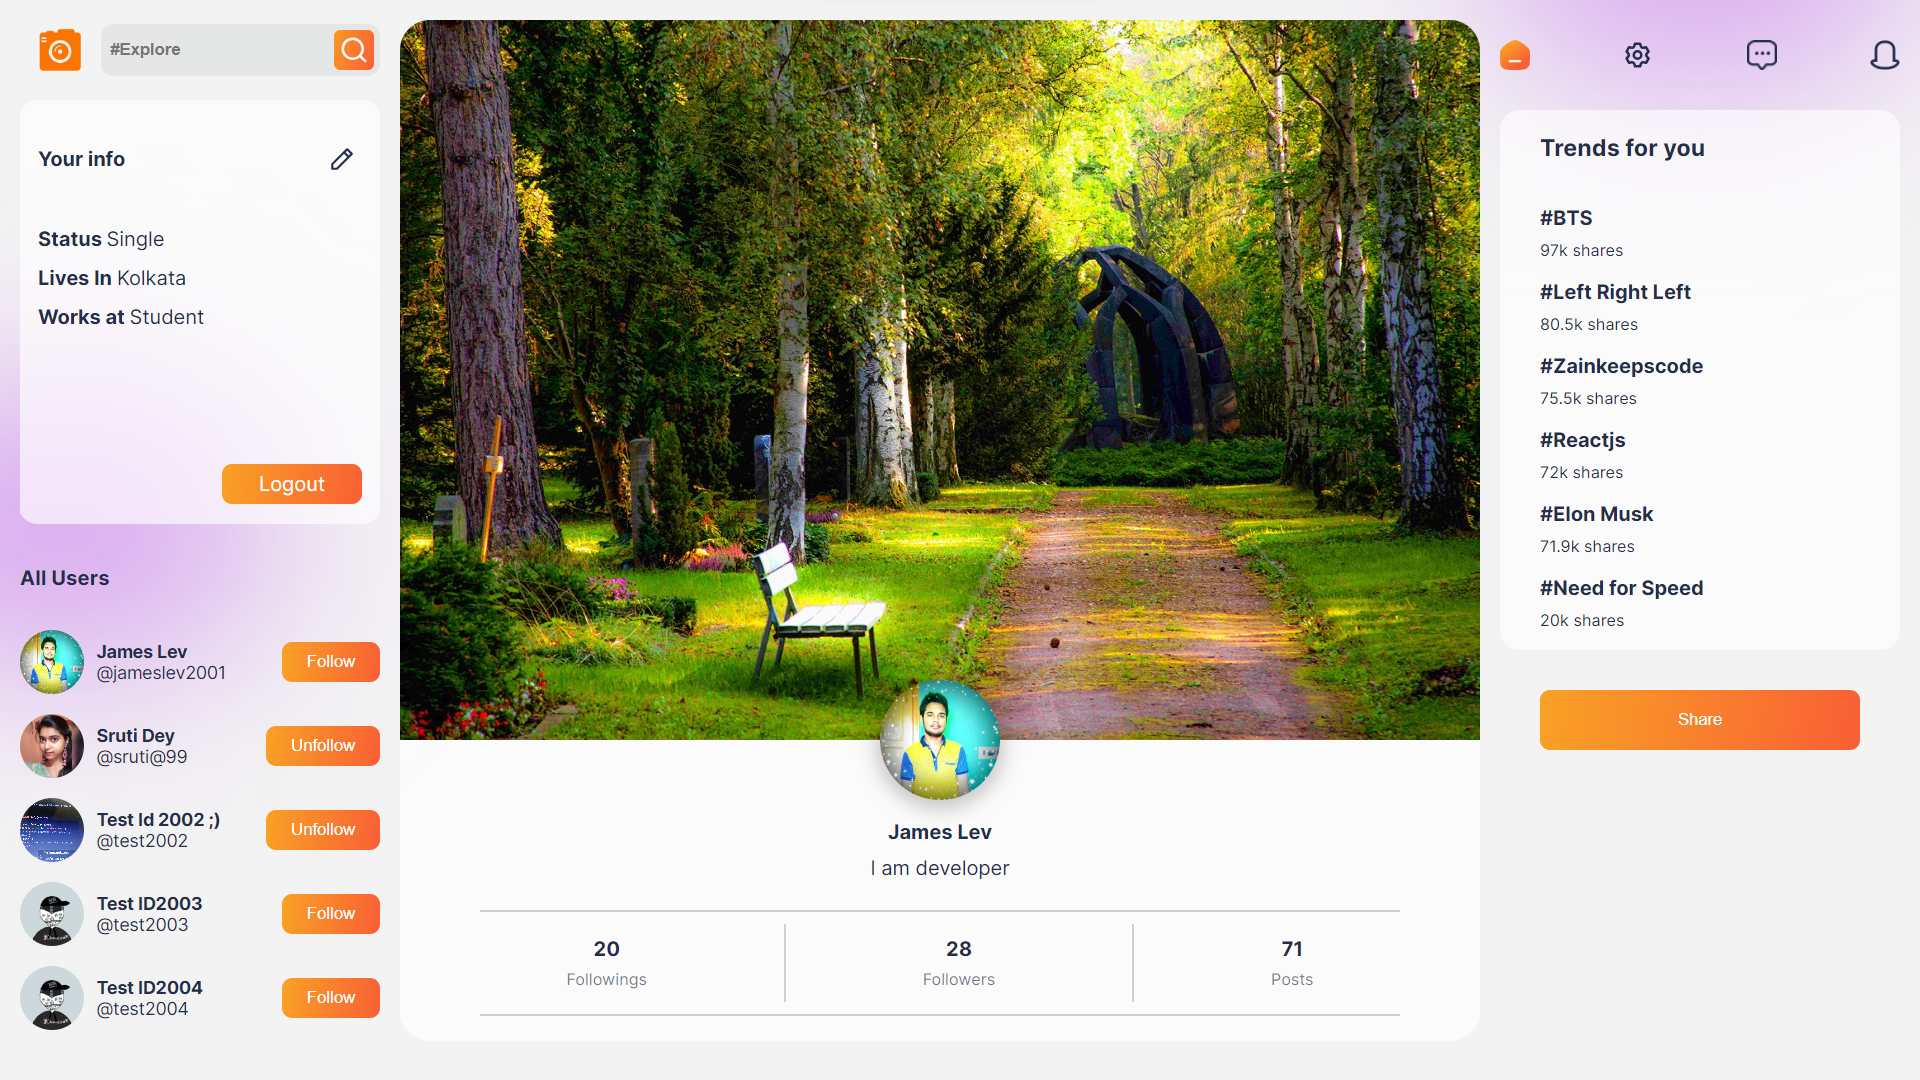 #Explore
Your info
Status Single
Lives In Kolkata
Works at Student
Logout
All Users
James Lev
@jameslev2001
Follow
Sruti Dey
@sruti@99
Unfollow
Test Id 2002 ;)
@test2002
Unfollow
Test ID2003
@test2003
Follow
Test ID2004
@test2004
Follow
James Lev
I am developer
20
Followings
28
Followers
71
Posts
Trends for you
#BTS
97k shares
#Left Right Left
80.5k shares
#Zainkeepscode
75.5k shares
#Reactjs
72k shares
#Elon Musk
71.9k shares
#Need for Speed
20k shares
Share